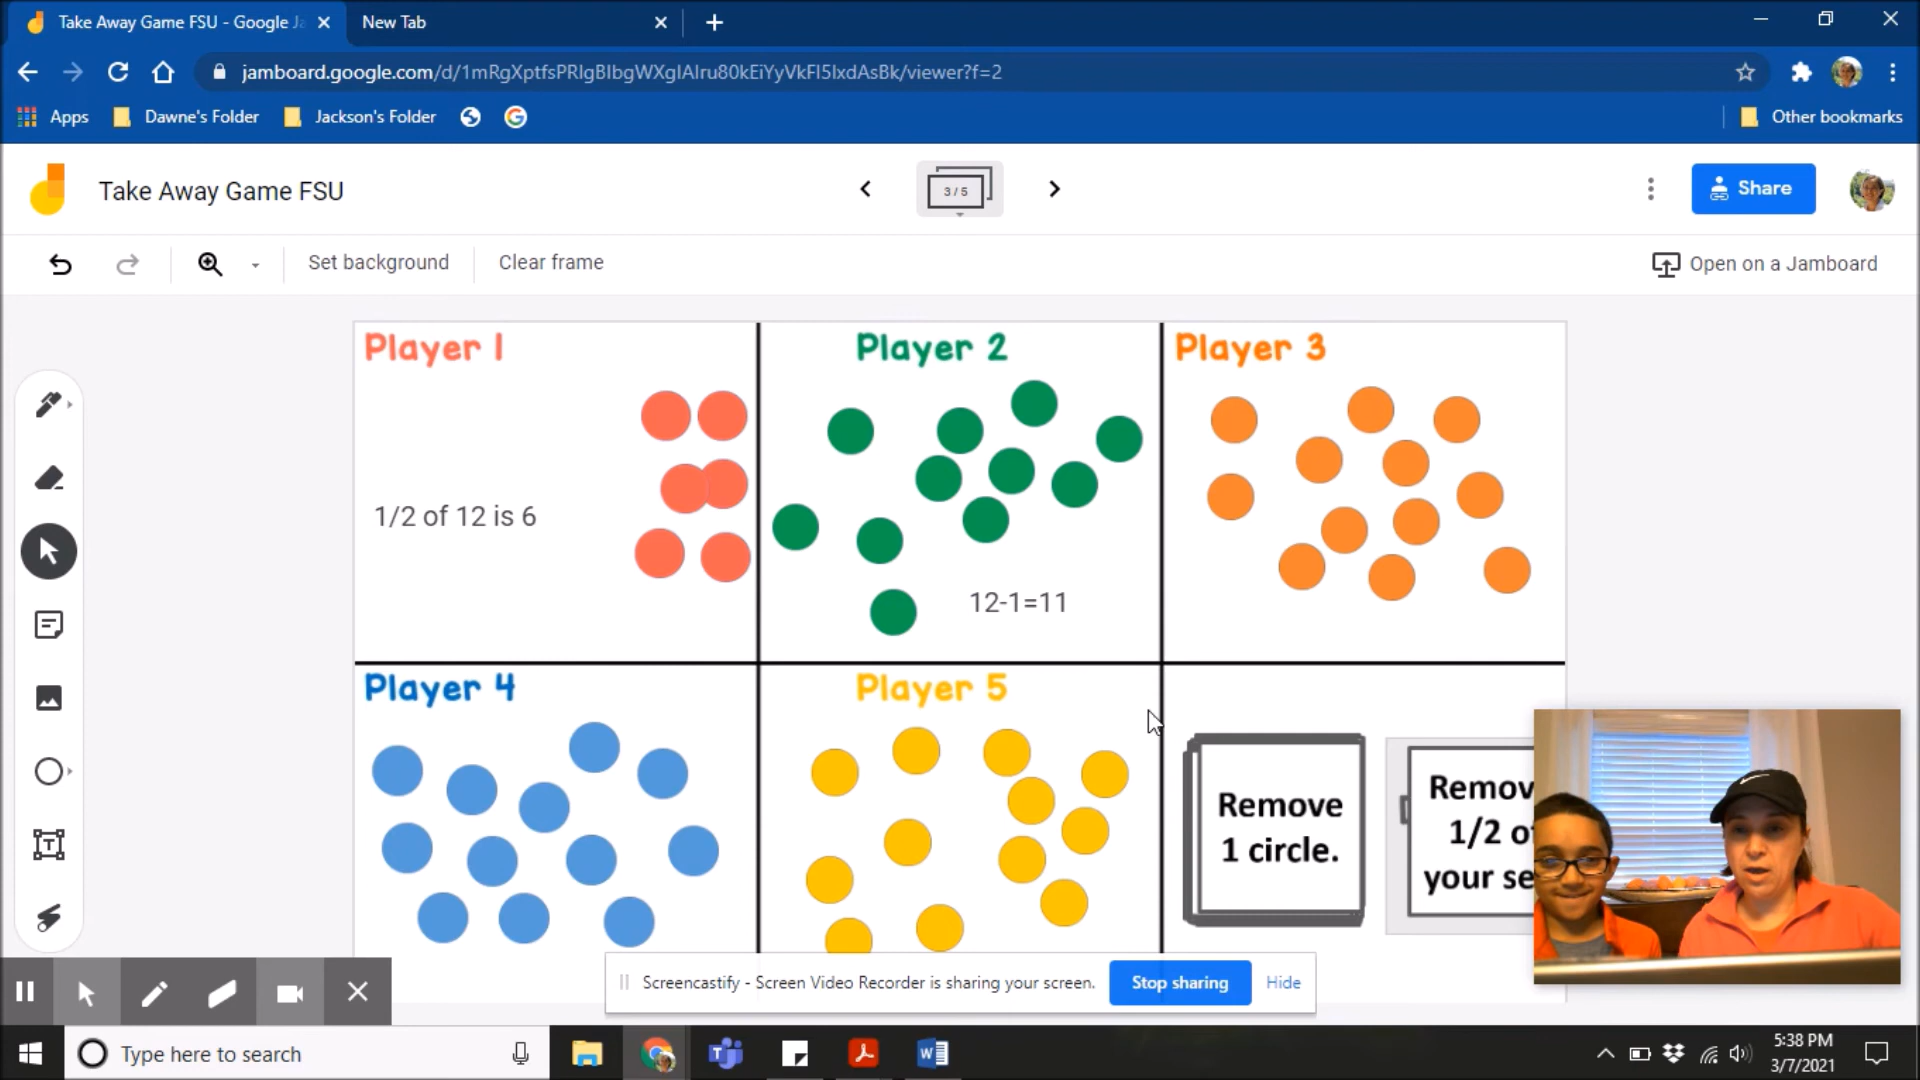 Take Away Game FSU - Google Ja
New Tab
jamboard.google.com/d/1mRgXptfsPRIgBIbgWXgIAIru80kEiYyVkFI5IxdAsBk/viewer?f=2
Apps
Dawne's Folder
Jackson's Folder
Other bookmarks
Take Away Game FSU
3 / 5
Share
Set background
Clear frame
Open on a Jamboard
Player 1
Player 2
Player 3
1/2 of 12 is 6
12-1=11
Player 4
Player 5
Remove
1 circle.
Remov
1/2 o
your se
Screencastify - Screen Video Recorder is sharing your screen.
Stop sharing
Hide
Type here to search
5:38 PM
3/7/2021